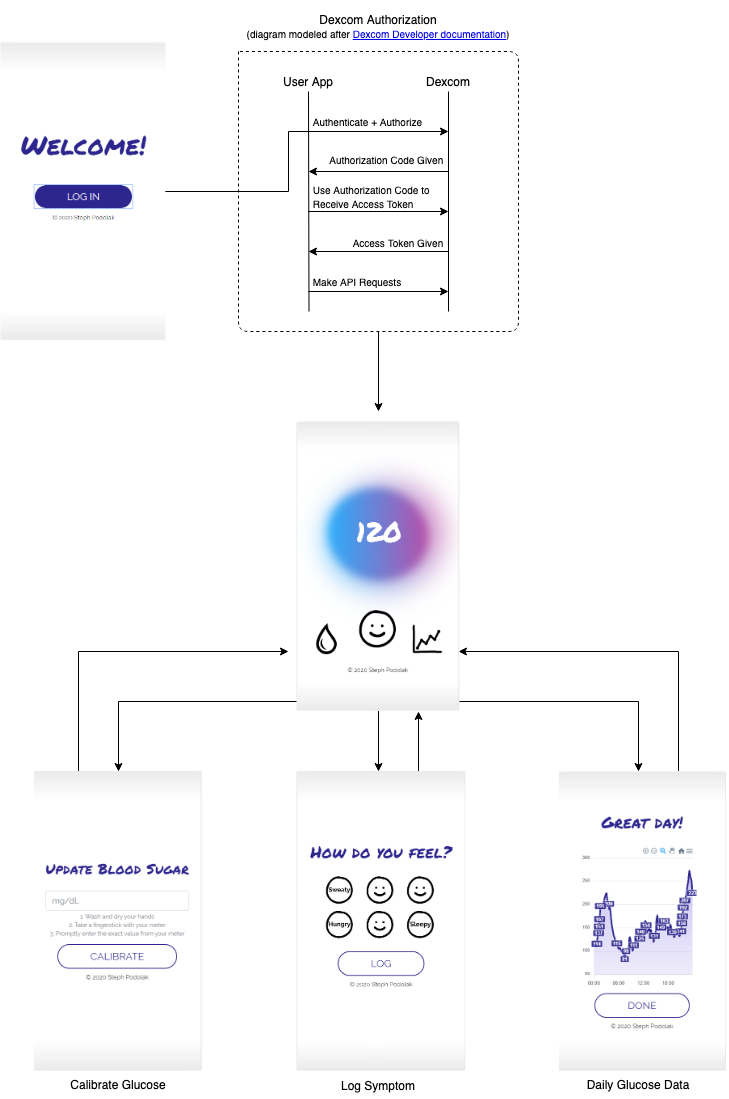 Dexcom Authorization
(diagram modeled after Dexcom Developer documentation)
User App
Dexcom
Authenticate + Authorize
Authorization Code Given
Use Authorization Code to
Receive Access Token
Access Token Given
Make API Requests
WELCOME!
LOG IN
© 2020 Steph Podolak
120
© 2020 Steph Podolak
UPDATE BLOOD SUGAR
mg/dL
1. Wash and dry your hands
2. Take a fingerstick with your meter
3. Promptly enter the exact value from your meter
CALIBRATE
© 2020 Steph Podolak
Calibrate Glucose
HOW DO YOU FEEL?
Sweaty
Hungry
Sleepy
LOG
© 2020 Steph Podolak
Log Symptom
GREAT DAY!
300
250
200
150
100
50
00:00 06:00 12:00 18:00
DONE
© 2020 Steph Podolak
Daily Glucose Data